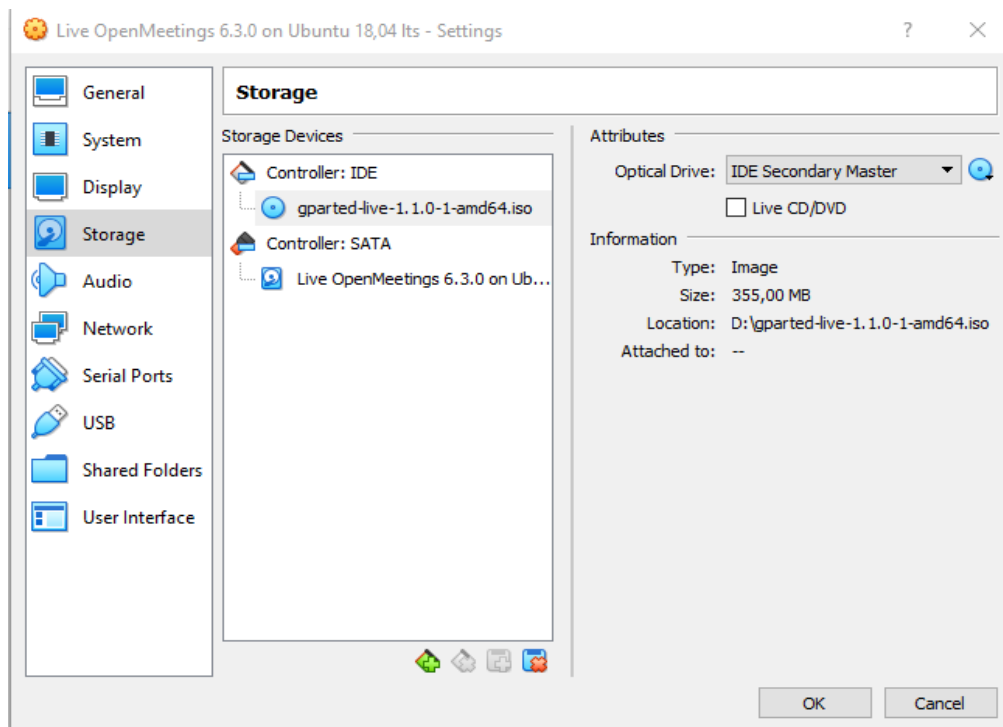 Live OpenMeetings 6.3.0 on Ubuntu 18,04 lts - Settings
?
General
System
Display
Storage
Audio
Network
Serial Ports
USB
Shared Folders
User Interface
Storage
Storage Devices
Controller: IDE
gparted-live-1.1.0-1-amd64.iso
Controller: SATA
Live OpenMeetings 6.3.0 on Ub...
Attributes
Optical Drive: IDE Secondary Master
Live CD/DVD
Information
Type: Image
Size: 355,00 MB
Location: D:\gparted-live-1.1.0-1-amd64.iso
Attached to: --
OK
Cancel